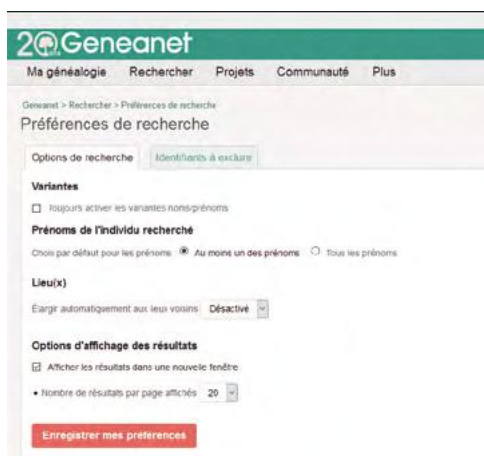 20 Geneanet
Ma généalogie Rechercher Projets Communauté Plus
Geneanet > Rechercher > Préférences de recherche
Préférences de recherche
Options de recherche Identifiants à exclure
Variantes
Toujours activer les variantes noms/prénoms
Prénoms de l'individu recherché
Choix par défaut pour les prénoms Au moins un des prénoms Tous les prénoms
Lieu(x)
Élargir automatiquement aux lieux voisins Désactivé
Options d'affichage des résultats
Afficher les résultats dans une nouvelle fenêtre
• Nombre de résultats par page affichés 20
Enregistrer mes préférences